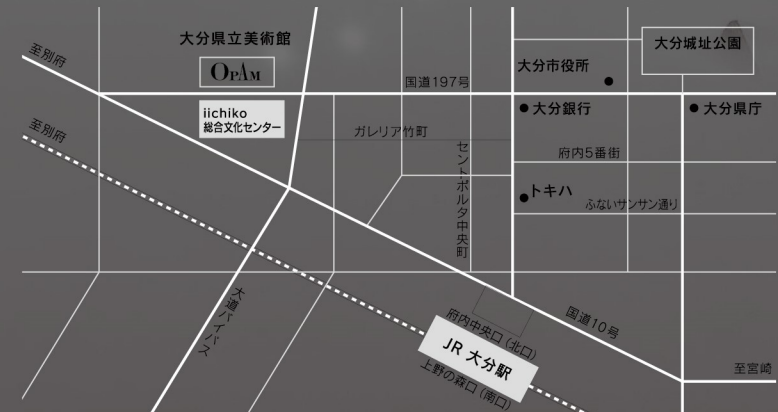 大分県立美術館
OPAM
至別府
iichiko
総合文化センター
国道197号
大分市役所
大分城址公園
大分銀行
大分県庁
至別府
ガレリア竹町
セントポルタ中央町
府内5番街
トキハ
ふないサンサン通り
大道バイパス
府内中央口(北口)
国道10号
JR 大分駅
上野の森口(南口)
至宮崎